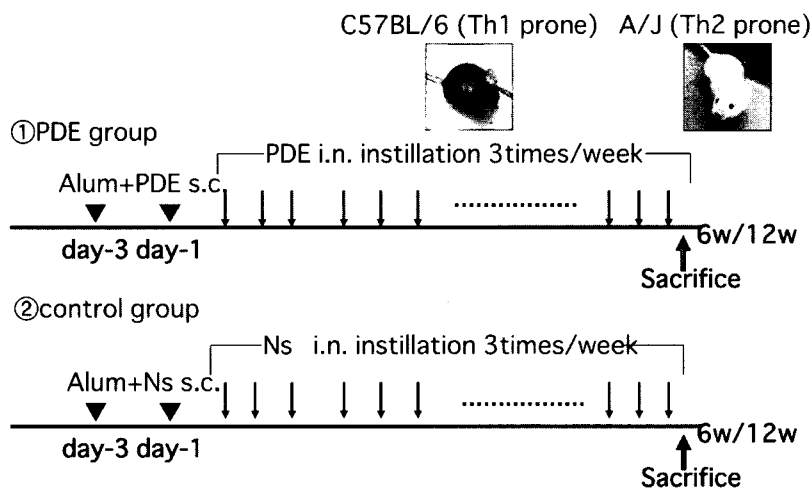 C57BL/6 (Th1 prone) A/J (Th2 prone)
①PDE group
PDE i.n. instillation 3times/week
Alum+PDE s.c.
day-3 day-1
6w/12w
Sacrifice
②control group
Ns i.n. instillation 3times/week
Alum+Ns s.c.
day-3 day-1
6w/12w
Sacrifice